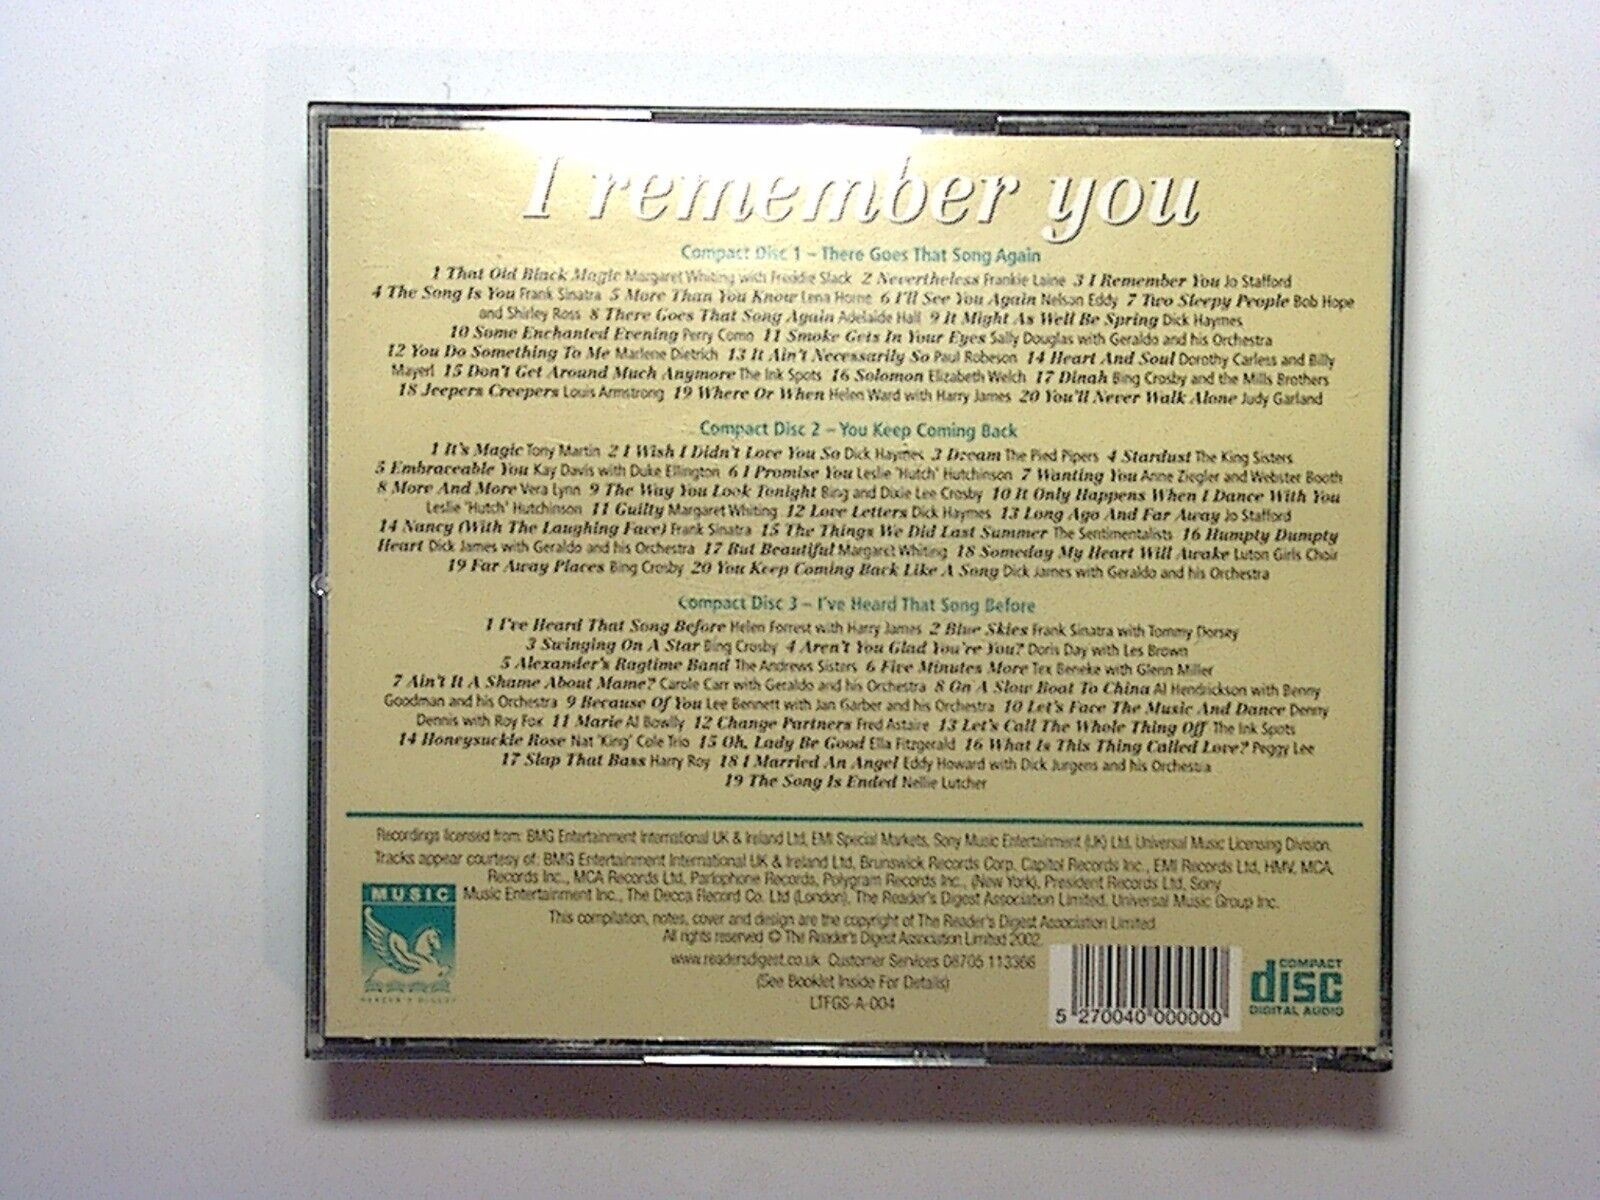 I remember you
Compact Disc 1 – There Goes That Song Again
1 That Old Black Magic Margaret Whiting with Freddie Slack 2 Nevertheless Frankie Laine 3 I Remember You Jo Stafford
4 The Song Is You Frank Sinatra 5 More Than You Know Lena Horne 6 I'll See You Again Nelson Eddy 7 Two Sleepy People Bob Hope
and Shirley Ross 8 There Goes That Song Again Adelaide Hall 9 It Might As Well Be Spring Dick Haymes
10 Some Enchanted Evening Perry Como 11 Smoke Gets In Your Eyes Sally Douglas with Geraldo and his Orchestra
12 You Do Something To Me Marlene Dietrich 13 It Ain't Necessarily So Paul Robeson 14 Heart And Soul Dorothy Carless and Billy
Mayerl 15 Don't Get Around Much Anymore The Ink Spots 16 Solomon Elizabeth Welch 17 Dinah Bing Crosby and the Mills Brothers
18 Jeepers Creepers Louis Armstrong 19 Where Or When Helen Ward with Harry James 20 You'll Never Walk Alone Judy Garland
Compact Disc 2 – You Keep Coming Back
1 It's Magic Tony Martin 2 I Wish I Didn't Love You So Dick Haymes 3 Dream The Pied Pipers 4 Stardust The King Sisters
5 Embraceable You Kay Davis with Duke Ellington 6 I Promise You Leslie "Hutch" Hutchinson 7 Wanting You Anne Ziegler and Webster Booth
8 More And More Vera Lynn 9 The Way You Look Tonight Bing and Dixie Lee Crosby 10 It Only Happens When I Dance With You
Leslie "Hutch" Hutchinson 11 Guilty Margaret Whiting 12 Love Letters Dick Haymes 13 Long Ago And Far Away Jo Stafford
14 Nancy (With The Laughing Face) Frank Sinatra 15 The Things We Did Last Summer The Sentimentalists 16 Humpty Dumpty
Heart Dick James with Geraldo and his Orchestra 17 But Beautiful Margaret Whiting 18 Someday My Heart Will Awake Luton Girls Choir
19 Far Away Places Bing Crosby 20 You Keep Coming Back Like A Song Dick James with Geraldo and his Orchestra
Compact Disc 3 – I've Heard That Song Before
1 I've Heard That Song Before Helen Forrest with Harry James 2 Blue Skies Frank Sinatra with Tommy Dorsey
3 Swinging On A Star Bing Crosby 4 Aren't You Glad You're You? Doris Day with Les Brown
5 Alexander's Ragtime Band The Andrews Sisters 6 Five Minutes More Tex Beneke with Glenn Miller
7 Ain't It A Shame About Mame? Carole Carr with Geraldo and his Orchestra 8 On A Slow Boat To China Al Hendrickson with Benny
Goodman and his Orchestra 9 Because Of You Lee Bennett with Jan Garber and his Orchestra 10 Let's Face The Music And Dance Denny
Dennis with Roy Fox 11 Marie Al Bowlly 12 Change Partners Fred Astaire 13 Let's Call The Whole Thing Off The Ink Spots
14 Honeysuckle Rose Nat "King" Cole Trio 15 Oh, Lady Be Good Ella Fitzgerald 16 What Is This Thing Called Love? Peggy Lee
17 Slap That Bass Harry Roy 18 I Married An Angel Eddy Howard with Dick Jurgens and his Orchestra
19 The Song Is Ended Nellie Lutcher
Recordings licensed from: BMG Entertainment International UK & Ireland Ltd, EMI Special Markets, Sony Music Entertainment (UK) Ltd, Universal Music Licensing Division.
Tracks appear courtesy of: BMG Entertainment International UK & Ireland Ltd, Brunswick Records Corp, Capitol Records Inc., EMI Records Ltd, HMV, MCA
Records Inc., MCA Records Ltd, Parlophone Records, Polygram Records Inc., (New York), President Records Ltd, Sony
Music Entertainment Inc., The Decca Record Co. Ltd (London), The Reader's Digest Association Limited, Universal Music Group Inc.
This compilation, notes, cover and design are the copyright of The Reader's Digest Association Limited.
All rights reserved. © The Reader's Digest Association Limited 2002.
www.readersdigest.co.uk Customer Services 08705 113366
(See Booklet Inside For Details)
LTFGS-A-004
MUSIC
READER'S DIGEST
5 270040 000000
COMPACT
disc
DIGITAL AUDIO